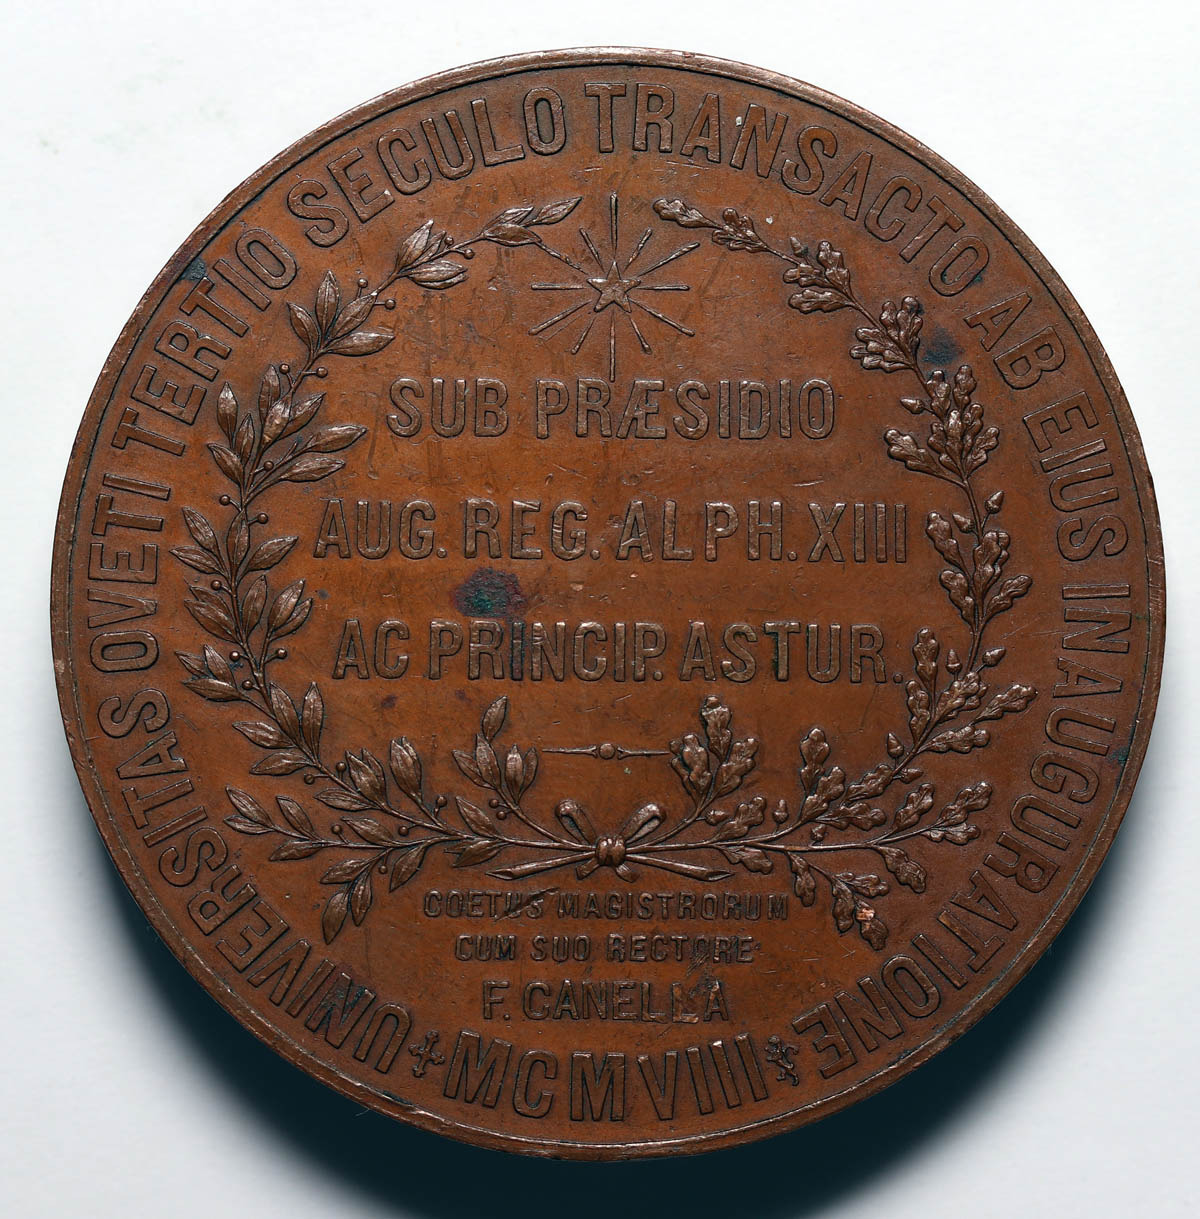 UNIVERSITAS OVETI TERTIO SECULO TRANSACTO AB EIUS INAUGURATIONE
SUB PRÆSIDIO
AUG. REG. ALPH. XIII
AC PRINCIP. ASTUR.
COETUS MAGISTRORUM
CUM SUO RECTORE
F. CANELLA
MCMVIII